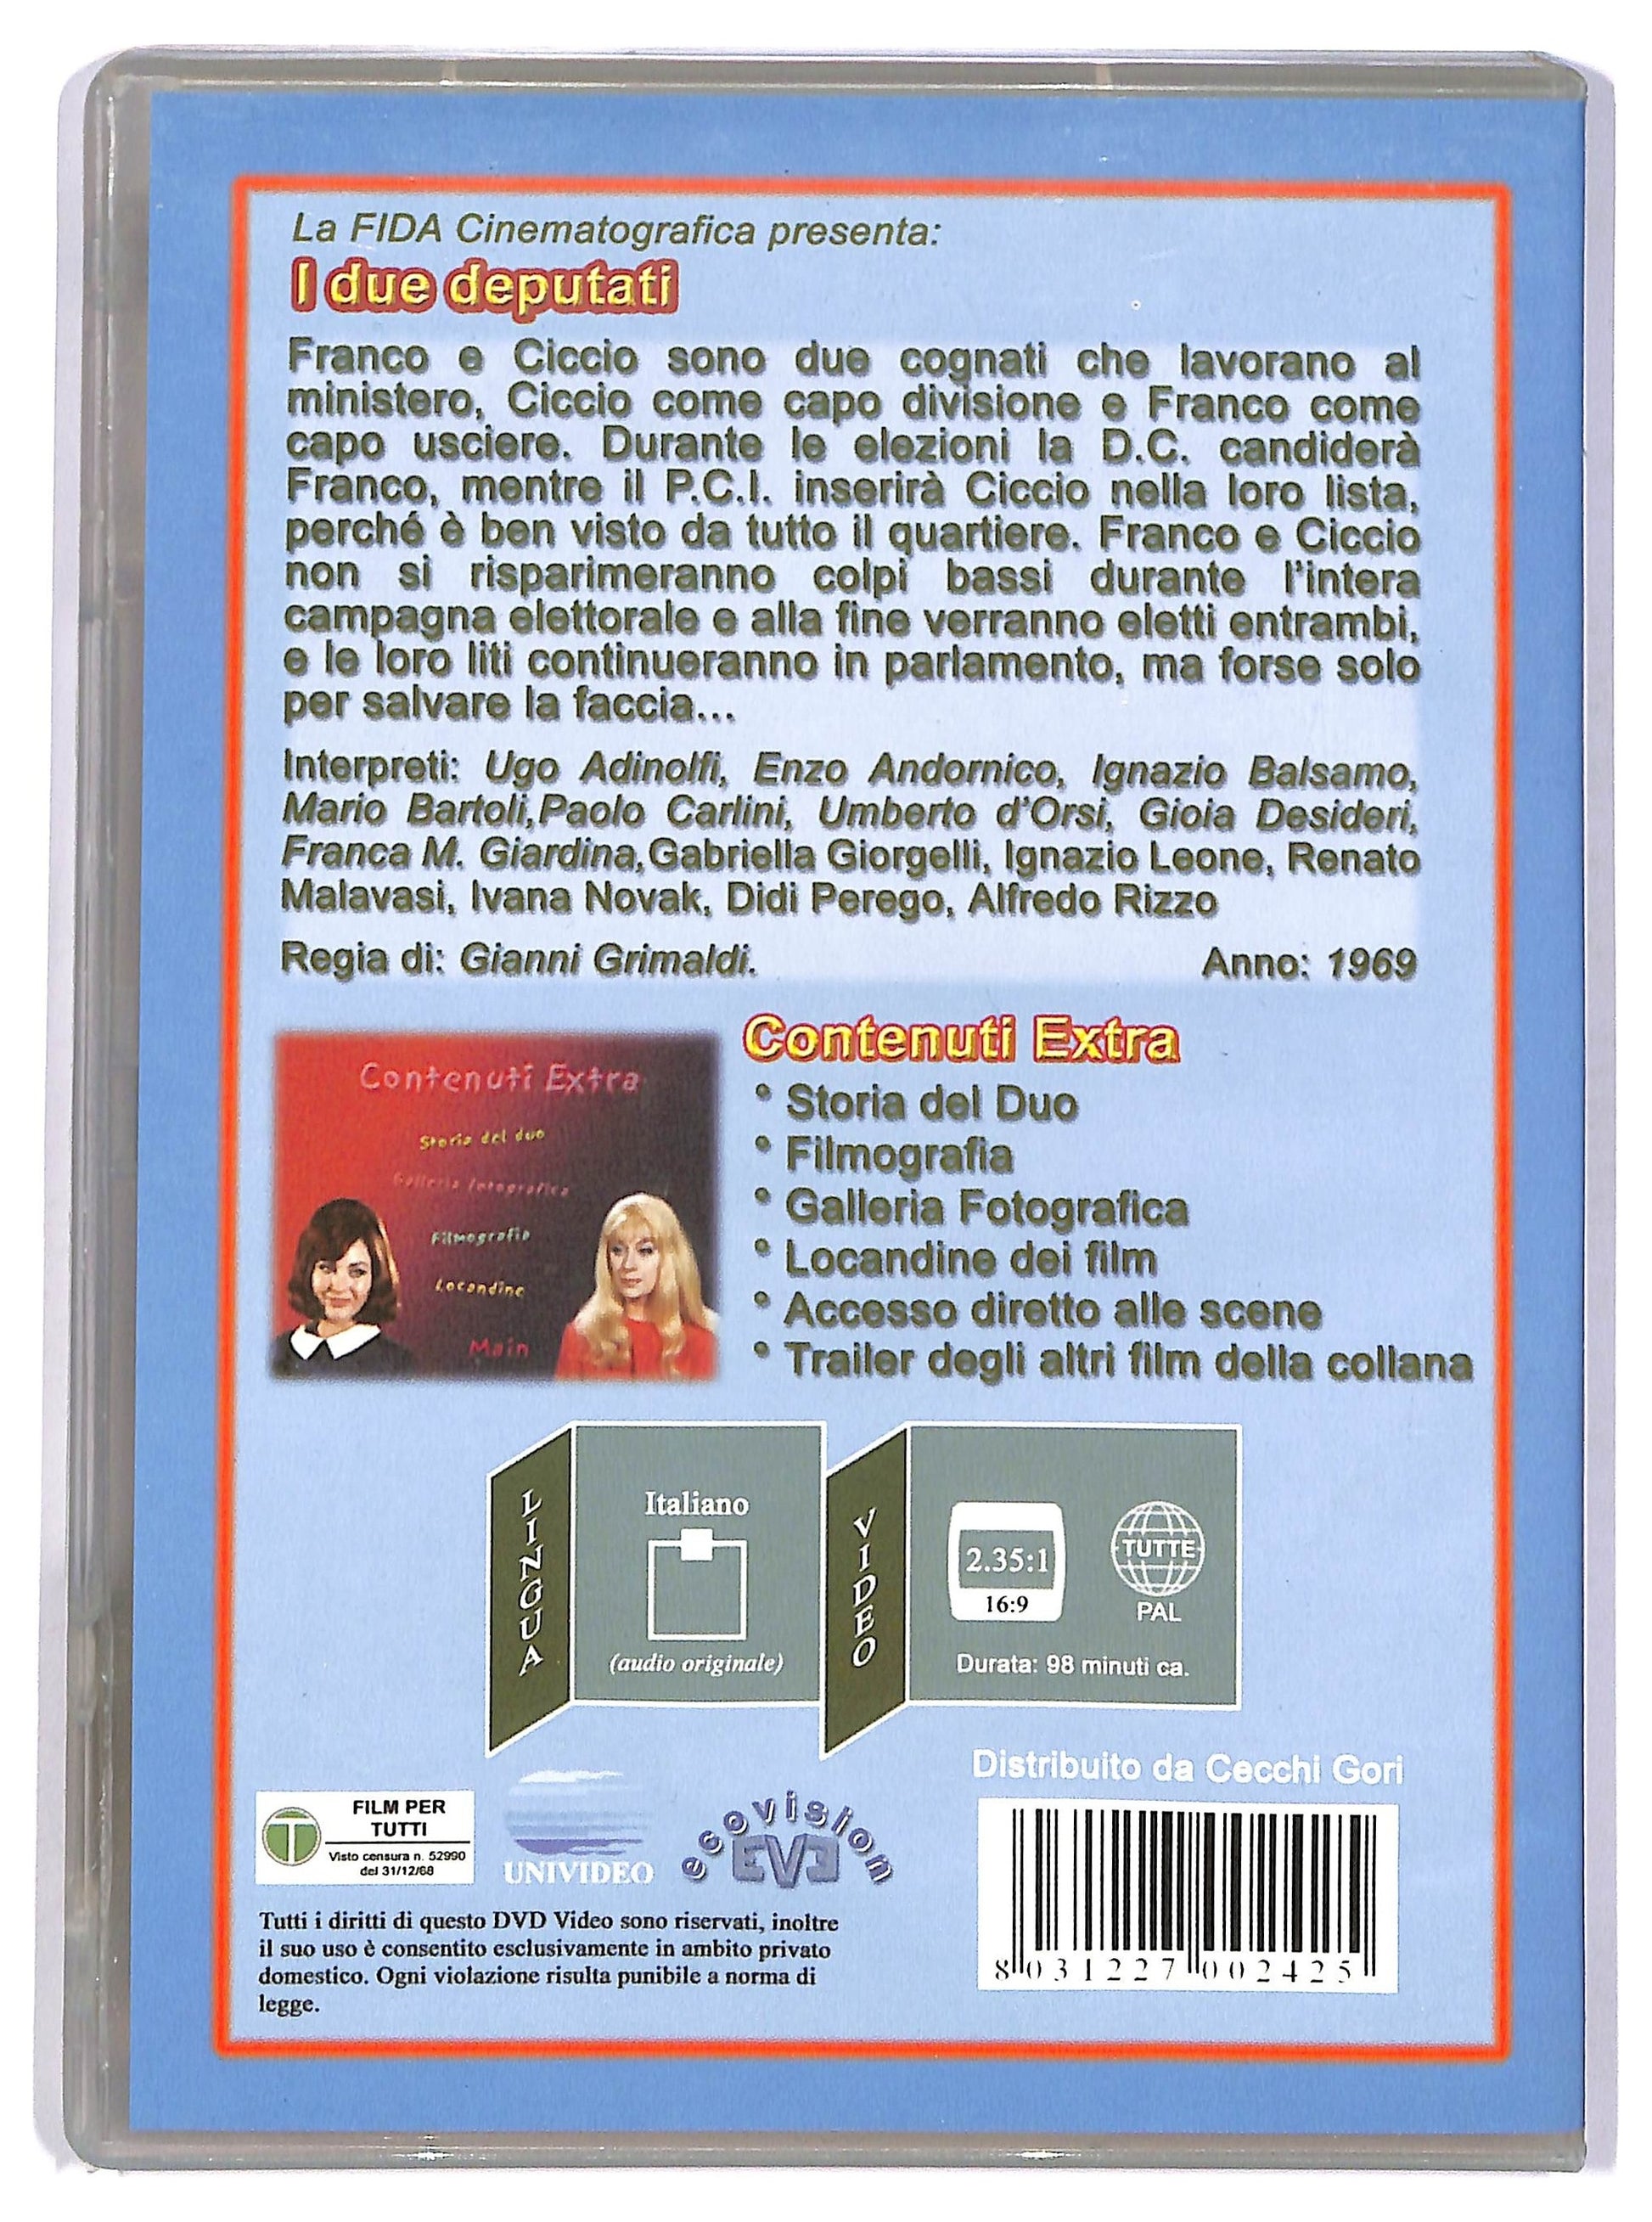 La FIDA Cinematografica presenta:
I due deputati
Franco e Ciccio sono due cognati che lavorano al
ministero, Ciccio come capo divisione e Franco come
capo usciere. Durante le elezioni la D.C. candiderà
Franco, mentre il P.C.I. inserirà Ciccio nella loro lista,
perché è ben visto da tutto il quartiere. Franco e Ciccio
non si risparimeranno colpi bassi durante l'intera
campagna elettorale e alla fine verranno eletti entrambi,
e le loro liti continueranno in parlamento, ma forse solo
per salvare la faccia...
Interpreti: Ugo Adinolfi, Enzo Andornico, Ignazio Balsamo,
Mario Bartoli,Paolo Carlini, Umberto d'Orsi, Gioia Desideri,
Franca M. Giardina,Gabriella Giorgelli, Ignazio Leone, Renato
Malavasi, Ivana Novak, Didi Perego, Alfredo Rizzo
Regia di: Gianni Grimaldi. Anno: 1969
Contenuti Extra
Storia del duo
Galleria fotografica
Filmografia
Locandine
Main
Contenuti Extra
° Storia del Duo
° Filmografia
° Galleria Fotografica
° Locandine dei film
° Accesso diretto alle scene
° Trailer degli altri film della collana
LINGUA
Italiano
(audio originale)
VIDEO
2.35:1
16:9
TUTTE
PAL
Durata: 98 minuti ca.
Distribuito da Cecchi Gori
T
FILM PER
TUTTI
Visto censura n. 52990
del 31/12/68
UNIVIDEO
ecovision
EVE
Tutti i diritti di questo DVD Video sono riservati, inoltre
il suo uso è consentito esclusivamente in ambito privato
domestico. Ogni violazione risulta punibile a norma di
legge.
8 031227 002425